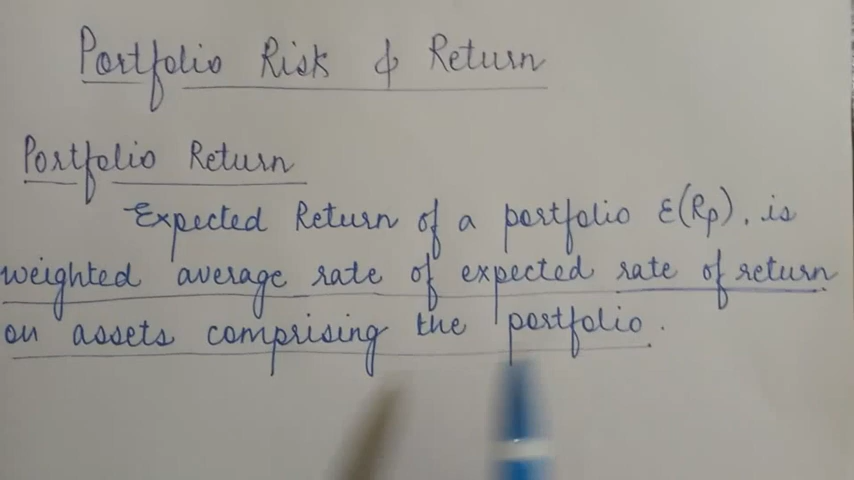 Portfolio Risk & Return
Portfolio Return
Expected Return of a portfolio E(Rp), is
weighted average rate of expected rate of return
on assets comprising the portfolio.